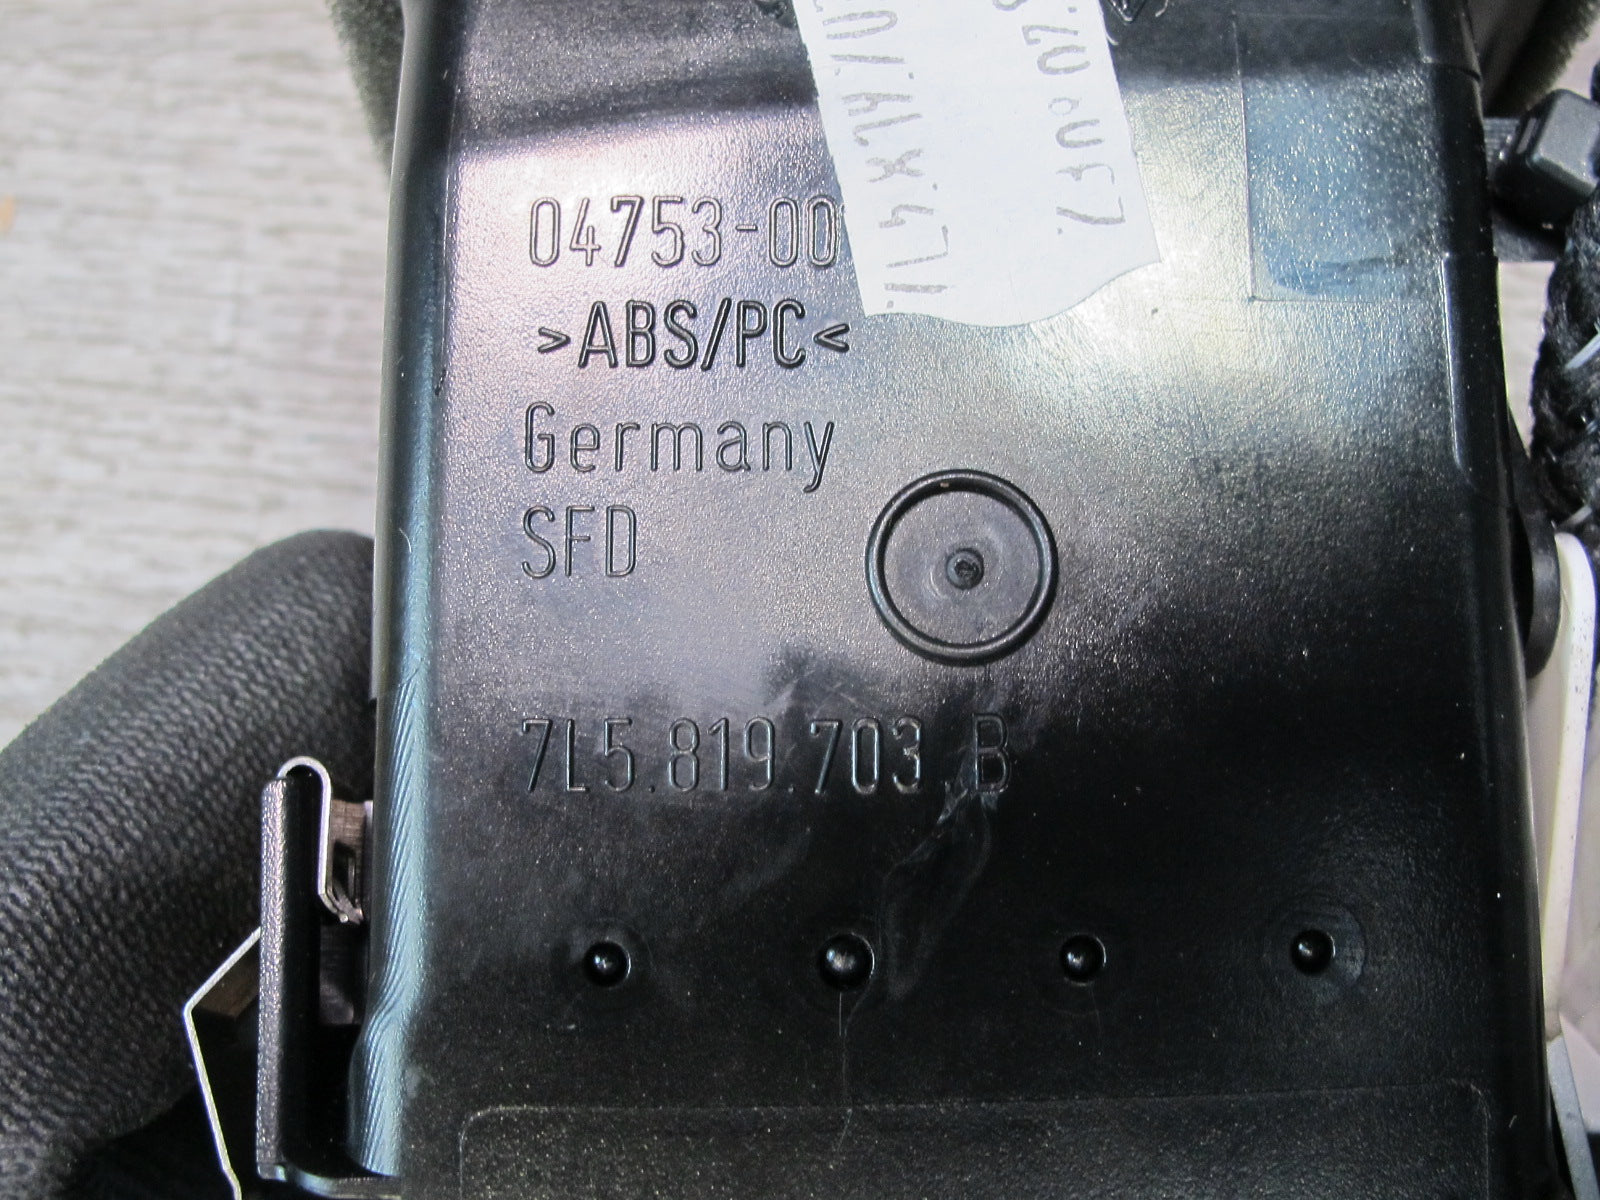 04753-00
>ABS/PC<
Germany
SFD
7L5.819.703.B